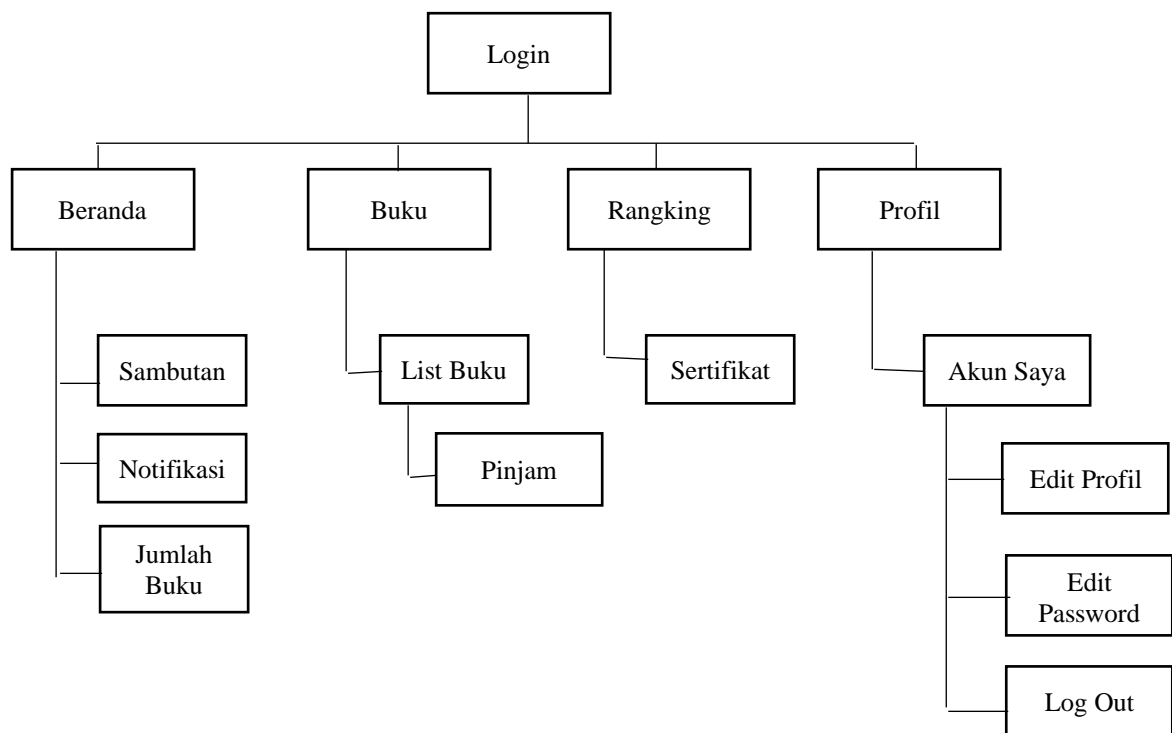 Login
Beranda
Buku
Rangking
Profil
Sambutan
List Buku
Sertifikat
Akun Saya
Notifikasi
Pinjam
Edit Profil
Jumlah
Buku
Edit
Password
Log Out